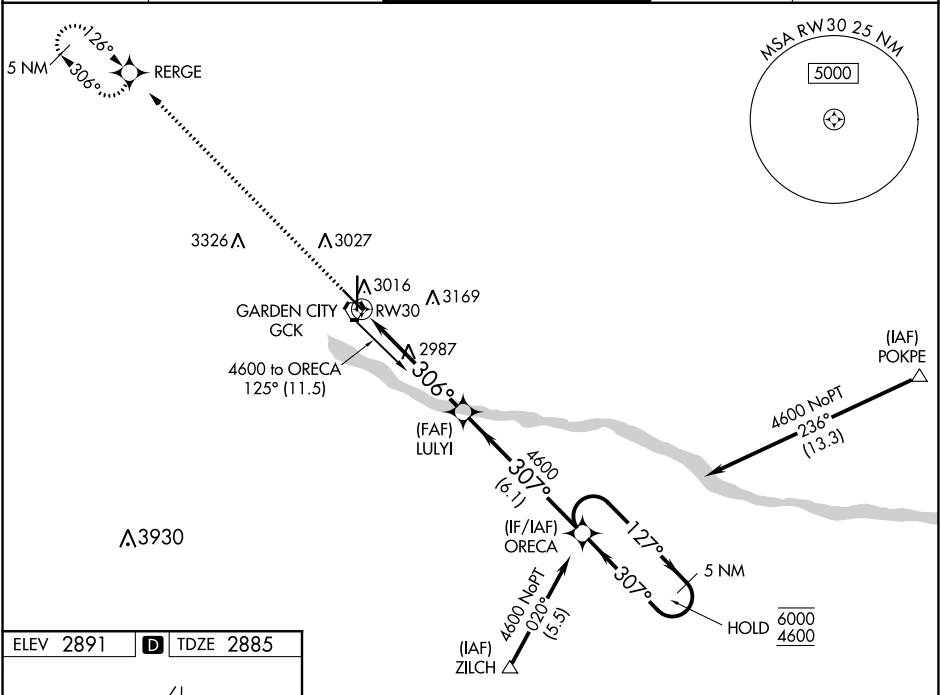 MSA RW30 25 NM
5000
126°
306°
5 NM
RERGE
3326
3027
3016
3169
GARDEN CITY
GCK
RW30
2987
4600 to ORECA
125° (11.5)
306°
(FAF)
LULYI
(IAF)
POKPE
4600 NoPT
236°
(13.3)
4600
307°
(6.1)
3930
(IF/IAF)
ORECA
127°
307°
5 NM
HOLD
6000
4600
4600 NoPT
020°
(5.5)
(IAF)
ZILCH
ELEV 2891 D TDZE 2885